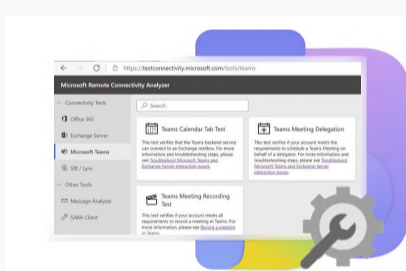 https://testconnectivity.microsoft.com/tests/teams
Microsoft Remote Connectivity Analyzer
Connectivity Tests
Office 365
Exchange Server
Microsoft Teams
SfB / Lync
Other Tools
Message Analyzer
SARA Client
Search
Teams Calendar Tab Test
This test verifies that the Teams backend service
can connect to an Exchange mailbox. For more
information and troubleshooting steps, please
see Troubleshoot Microsoft Teams and
Exchange Server interaction issues.
Teams Meeting Delegation
This test verifies if your account meets the
requirements to schedule a Teams Meeting on
behalf of a delegator. For more information and
troubleshooting steps, please see Troubleshoot
Microsoft Teams and Exchange Server
interaction issues.
Teams Meeting Recording
Test
This test verifies if your account meets all
requirements to record a meeting in Teams. For
more information, please see Record a meeting
in Teams.